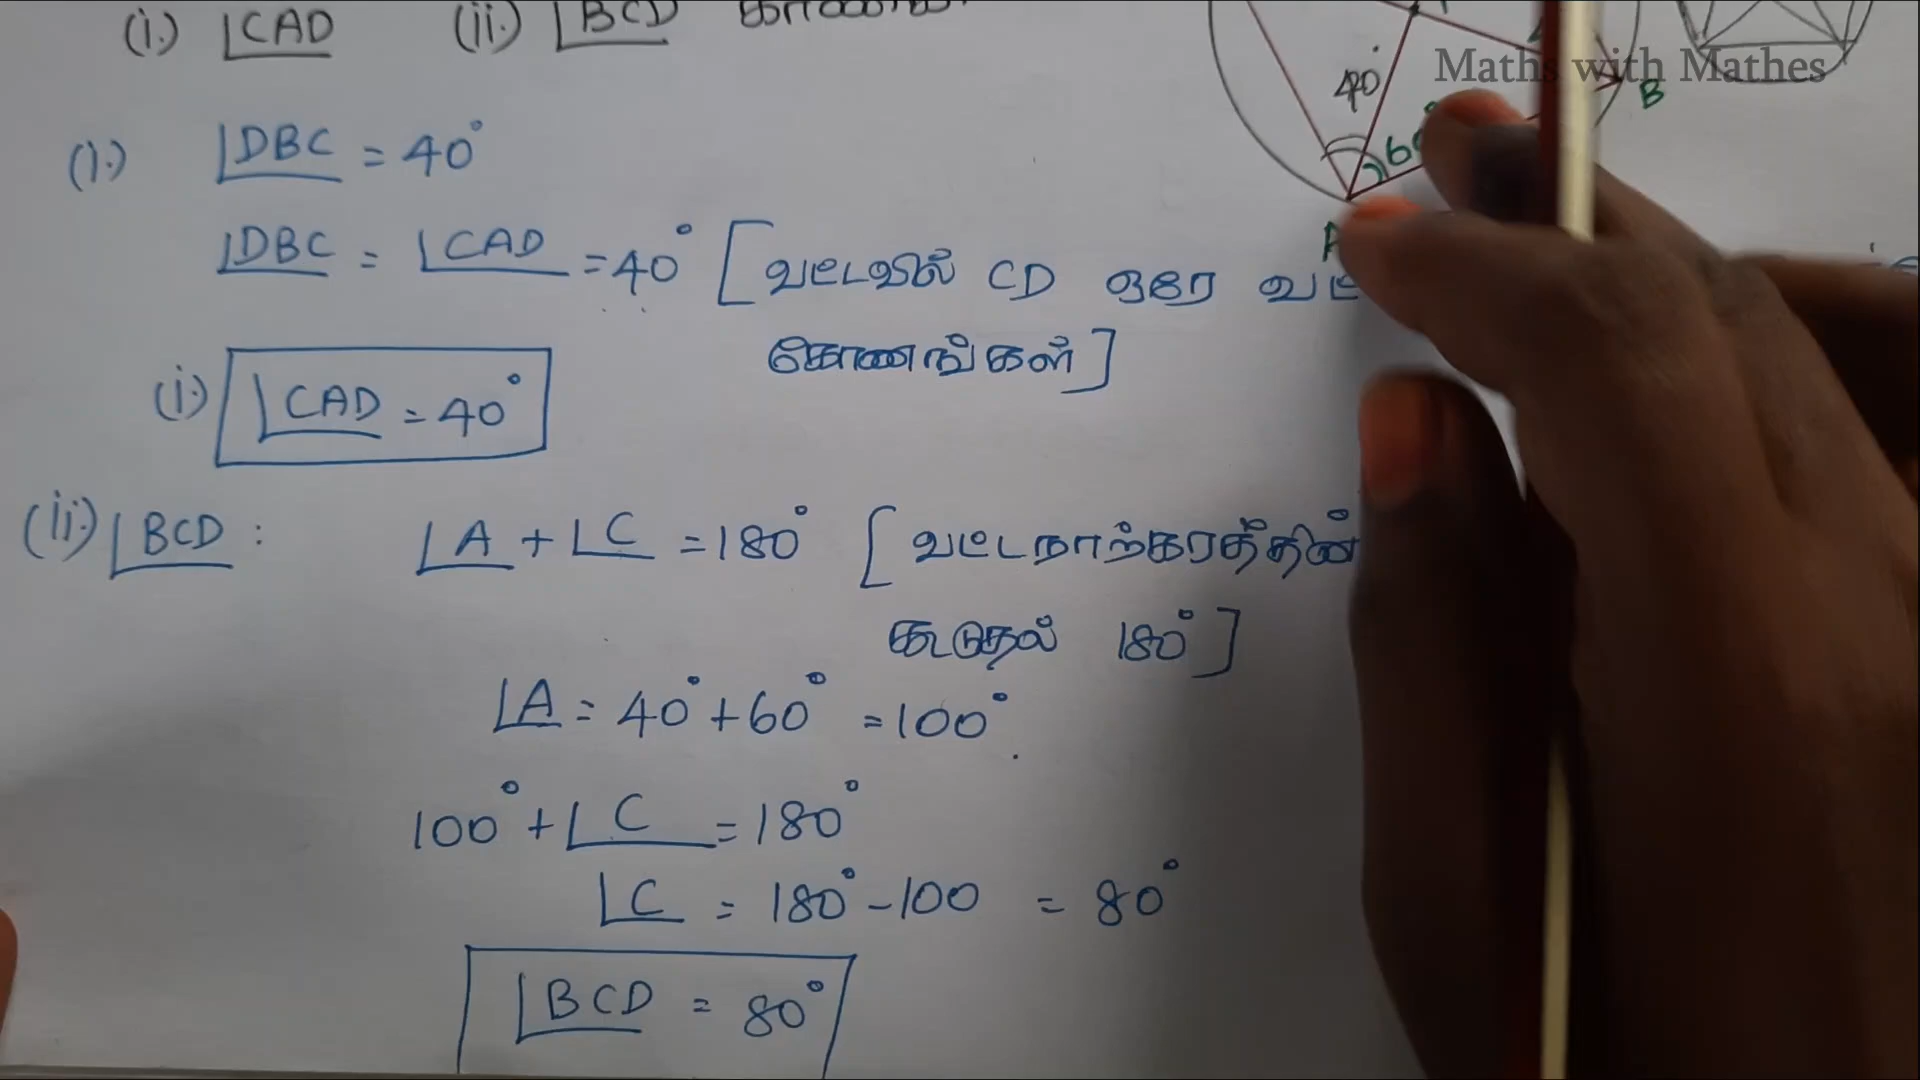 (i.) ∠CAD (ii.) ∠BCD
40°
Maths with Mathes
B
60°
A
(i.) ∠DBC = 40°
∠DBC = ∠CAD = 40° [வட்டவில் CD ஒரே
கோணங்கள்]
(i.) ∠CAD = 40°
(ii.) ∠BCD : ∠A + ∠C = 180° [வட்டநாற்கரத்தின்
கூடுதல் 180°]
∠A = 40° + 60° = 100°
100° + ∠C = 180°
∠C = 180° - 100 = 80°
∠BCD = 80°